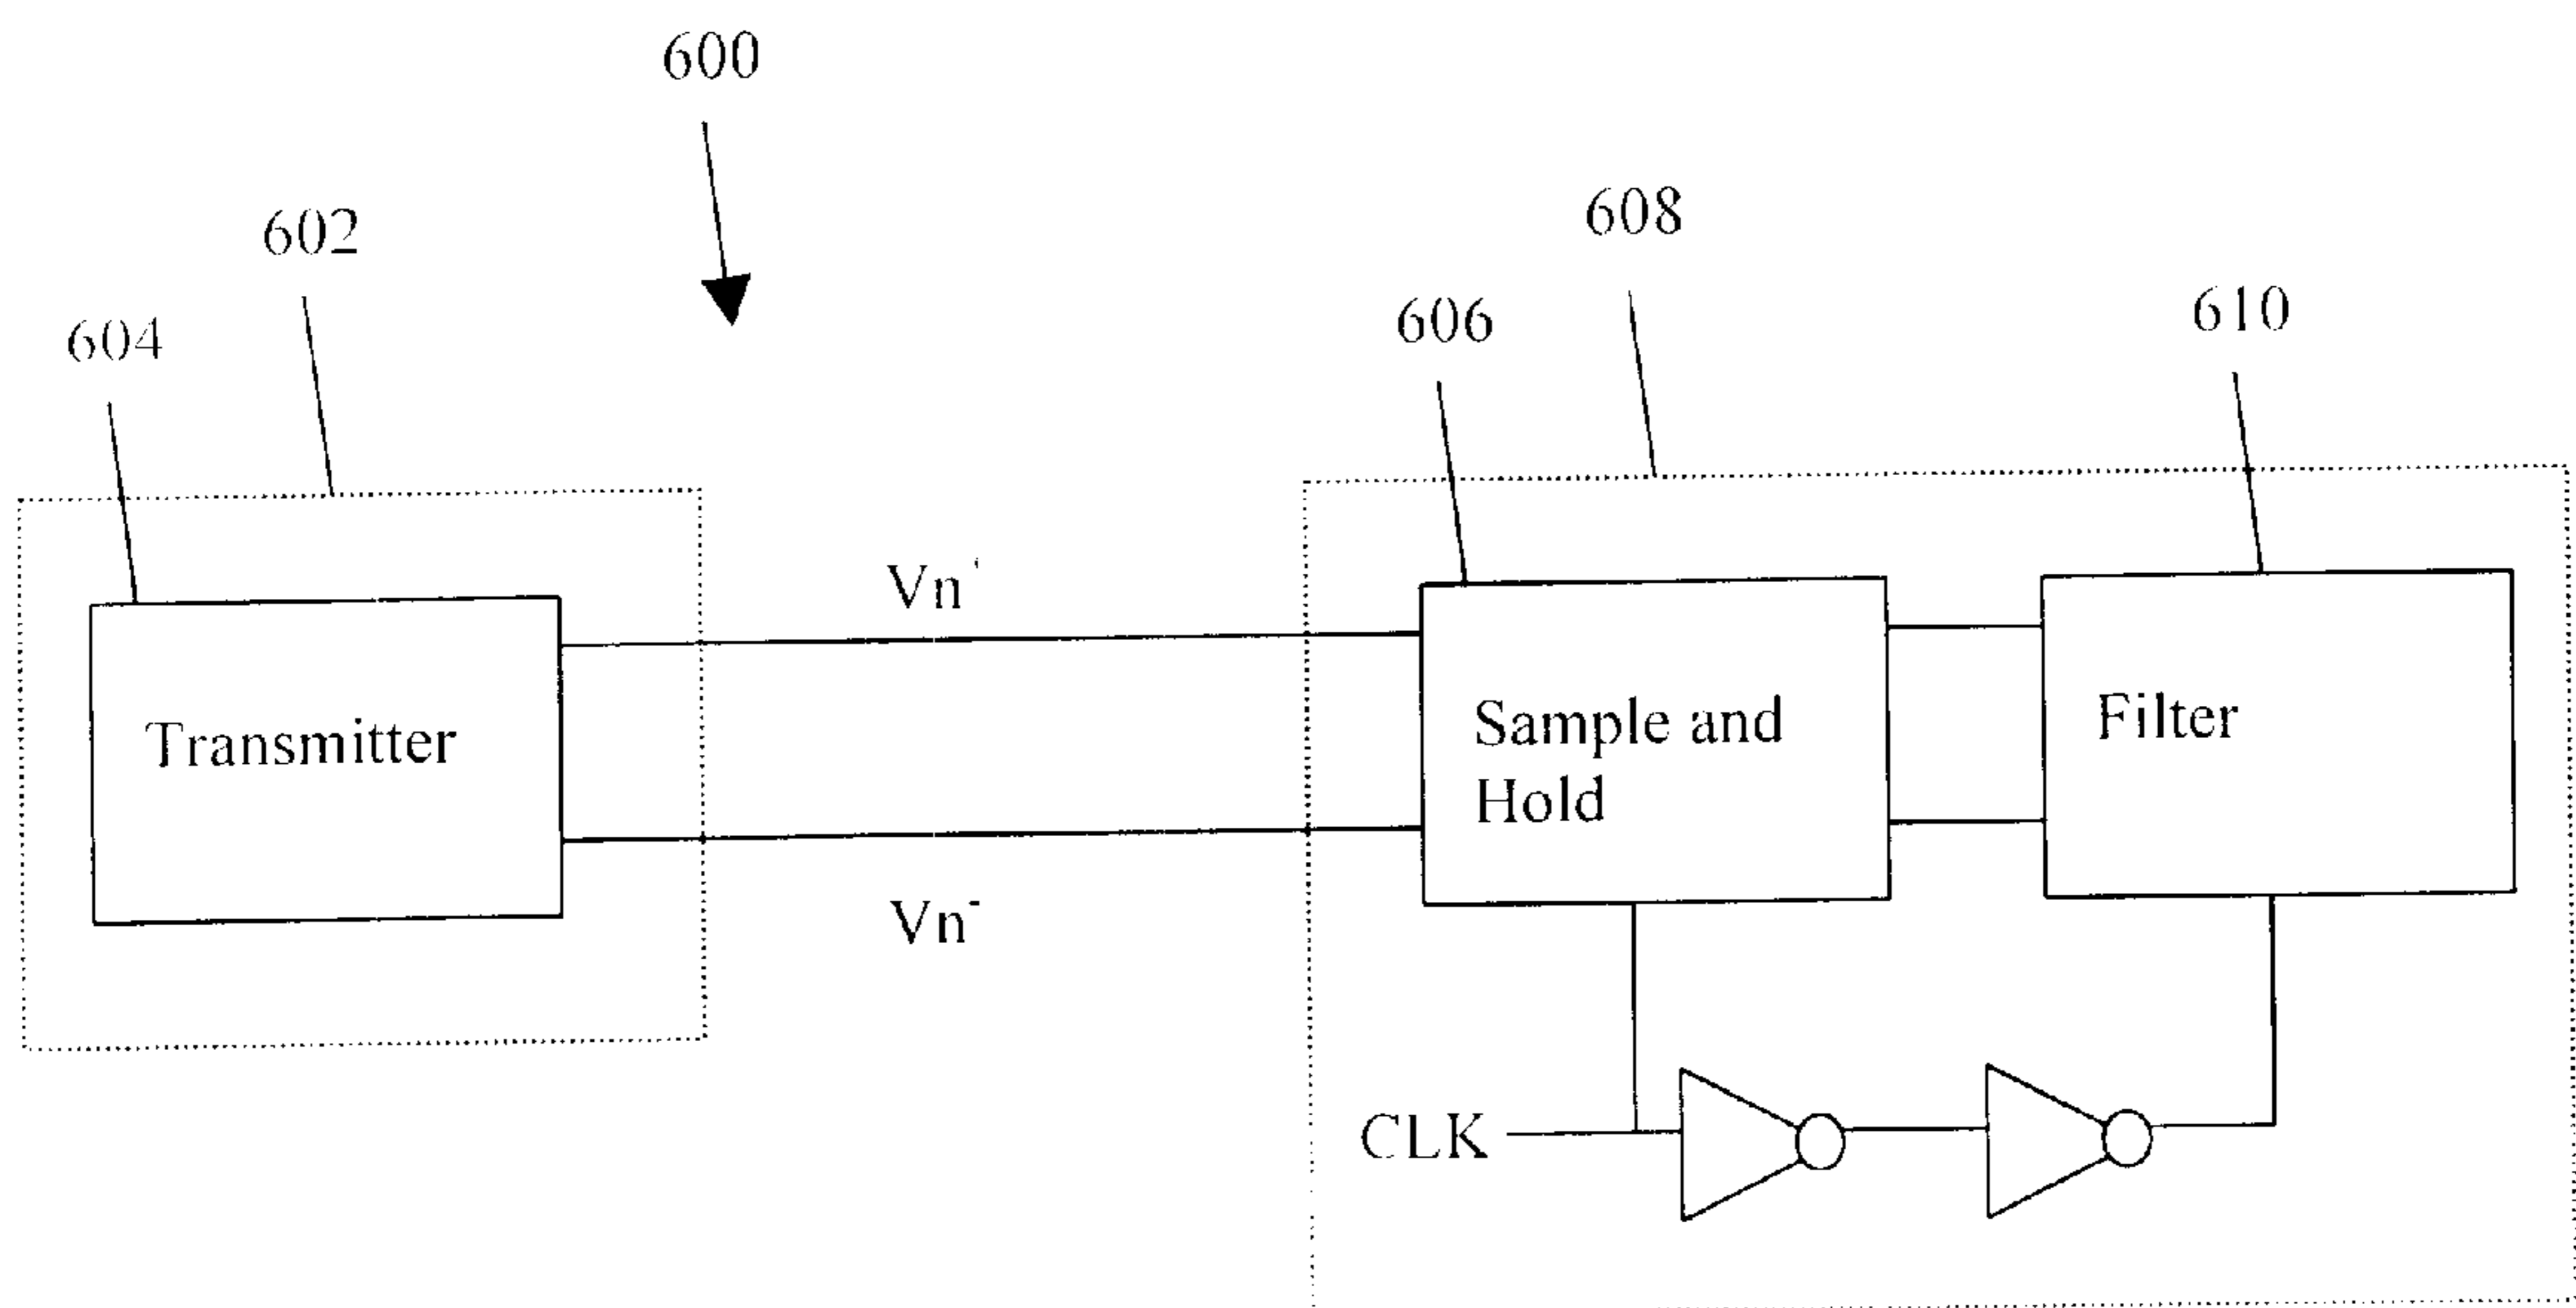 600
602
608
604
606
610
Vn⁺
Transmitter
Sample and
Hold
Filter
Vn⁻
CLK